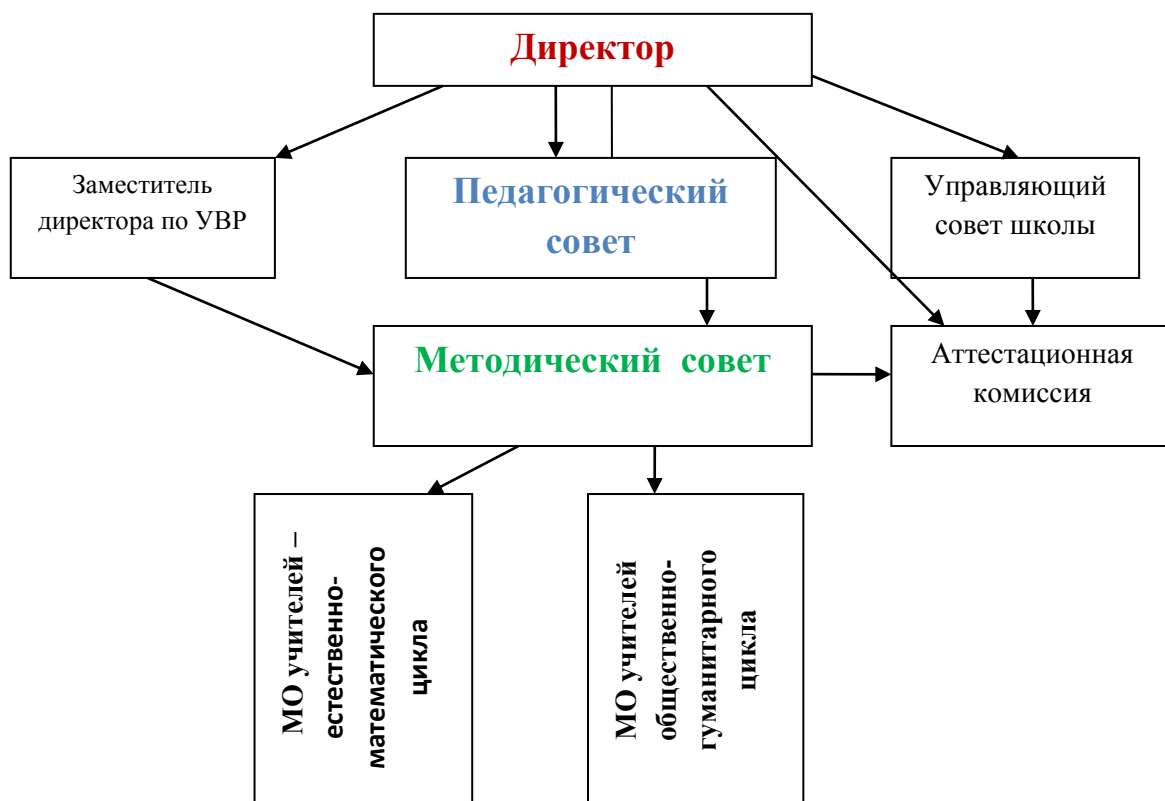 Директор
Заместитель
директора по УВР
Педагогический
совет
Управляющий
совет школы
Методический совет
Аттестационная
комиссия
МО учителей –
естественно-
математического
цикла
МО учителей
общественно-
гуманитарного
цикла